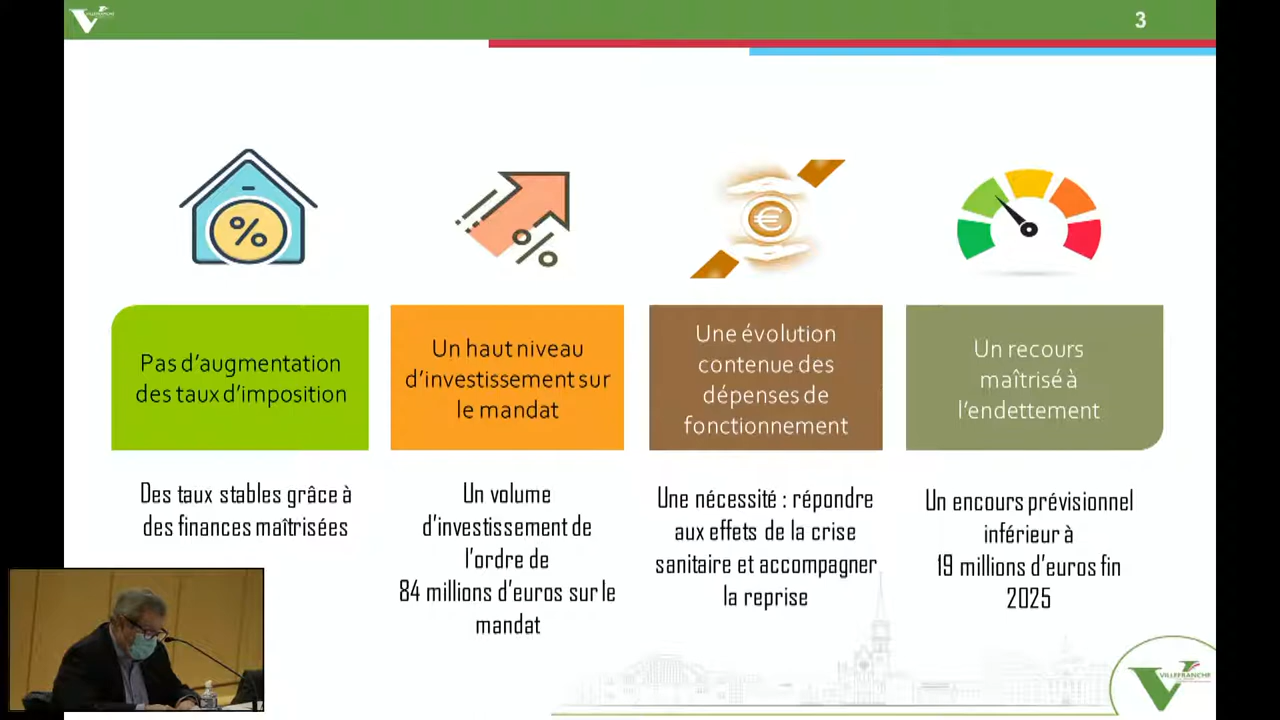 VILLEFRANCHE
3
%
%
€
Pas d'augmentation
des taux d'imposition
Un haut niveau
d'investissement sur
le mandat
Une évolution
contenue des
dépenses de
fonctionnement
Un recours
maîtrisé à
l'endettement
Des taux stables grâce à
des finances maîtrisées
Un volume
d'investissement de
l'ordre de
84 millions d'euros sur le
mandat
Une nécessité : répondre
aux effets de la crise
sanitaire et accompagner
la reprise
Un encours prévisionnel
inférieur à
19 millions d'euros fin
2025
VILLEFRANCHE